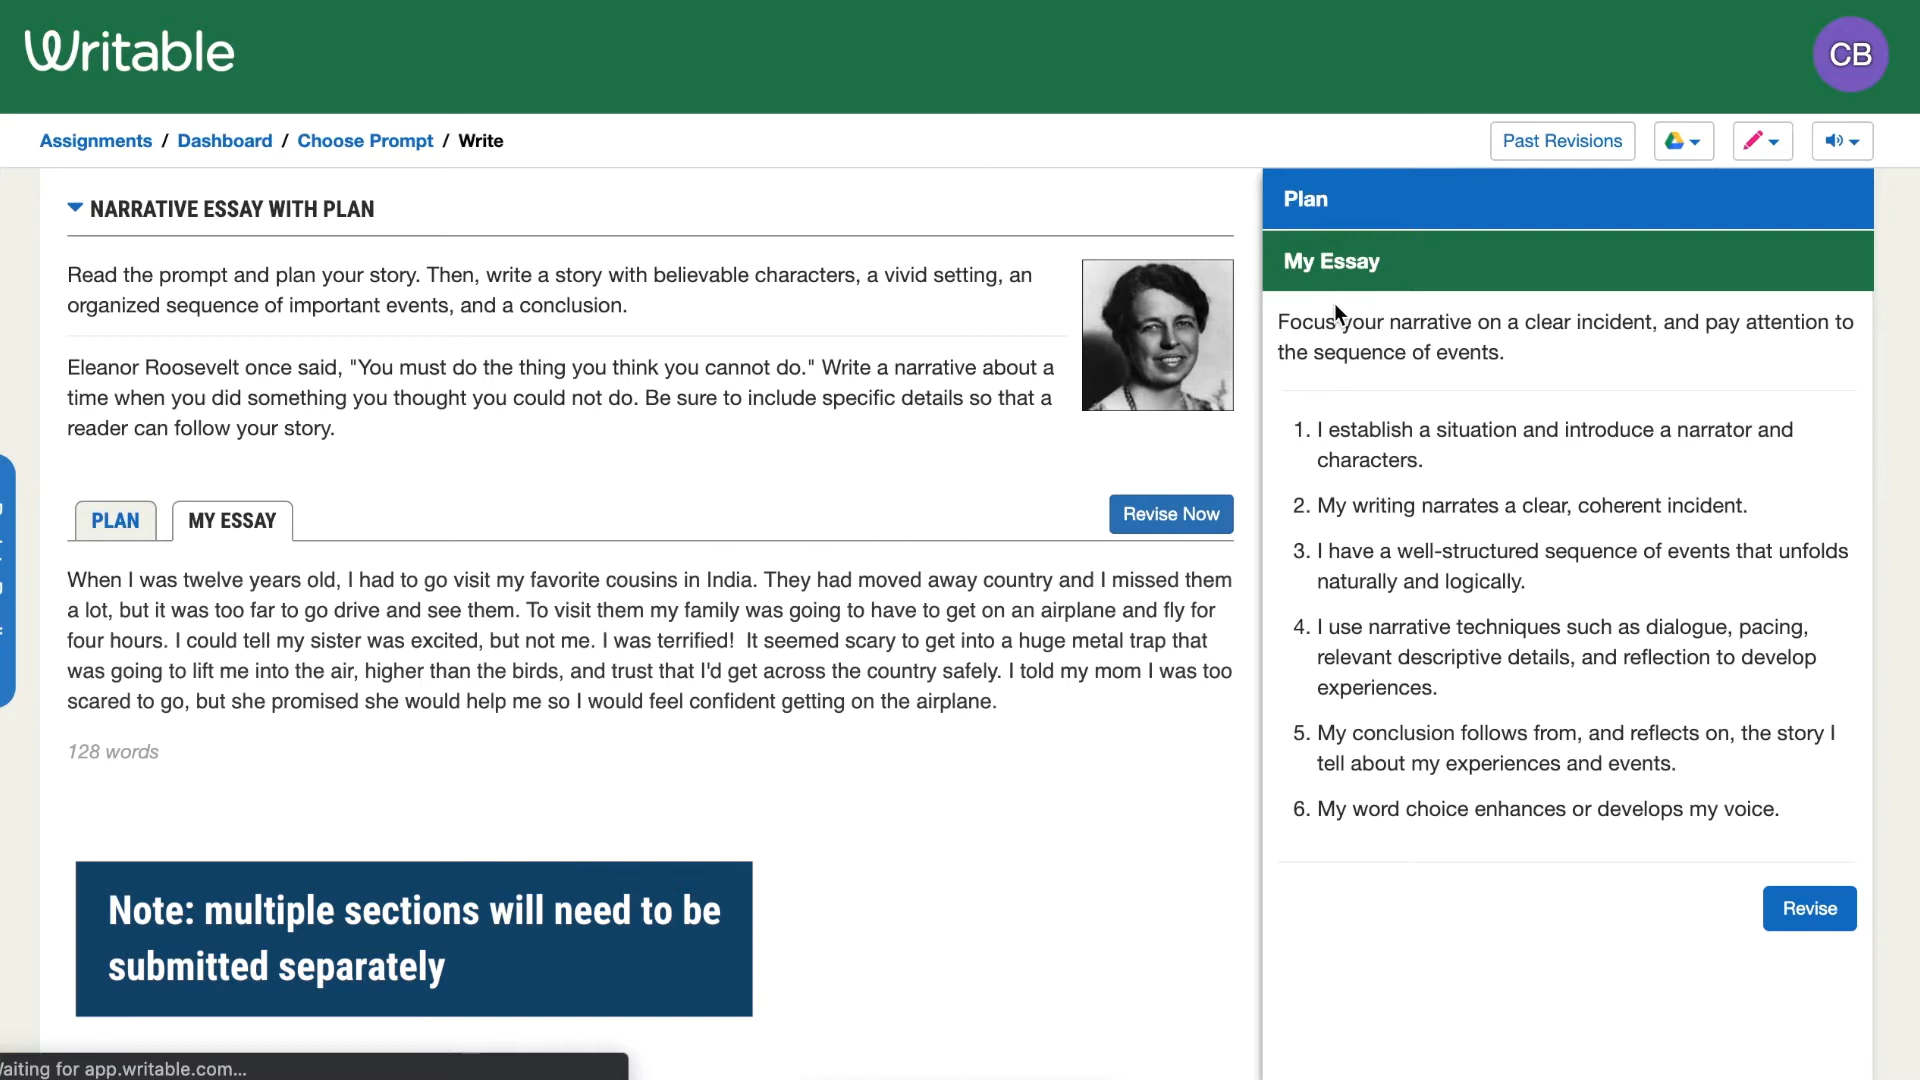 Writable
CB
Assignments / Dashboard / Choose Prompt / Write
Past Revisions
NARRATIVE ESSAY WITH PLAN
Read the prompt and plan your story. Then, write a story with believable characters, a vivid setting, an
organized sequence of important events, and a conclusion.
Eleanor Roosevelt once said, "You must do the thing you think you cannot do." Write a narrative about a
time when you did something you thought you could not do. Be sure to include specific details so that a
reader can follow your story.
PLAN
MY ESSAY
Revise Now
When I was twelve years old, I had to go visit my favorite cousins in India. They had moved away country and I missed them
a lot, but it was too far to go drive and see them. To visit them my family was going to have to get on an airplane and fly for
four hours. I could tell my sister was excited, but not me. I was terrified!  It seemed scary to get into a huge metal trap that
was going to lift me into the air, higher than the birds, and trust that I'd get across the country safely. I told my mom I was too
scared to go, but she promised she would help me so I would feel confident getting on the airplane.
128 words
Note: multiple sections will need to be
submitted separately
Plan
My Essay
Focus your narrative on a clear incident, and pay attention to
the sequence of events.
1. I establish a situation and introduce a narrator and
characters.
2. My writing narrates a clear, coherent incident.
3. I have a well-structured sequence of events that unfolds
naturally and logically.
4. I use narrative techniques such as dialogue, pacing,
relevant descriptive details, and reflection to develop
experiences.
5. My conclusion follows from, and reflects on, the story I
tell about my experiences and events.
6. My word choice enhances or develops my voice.
Revise
aiting for app.writable.com...